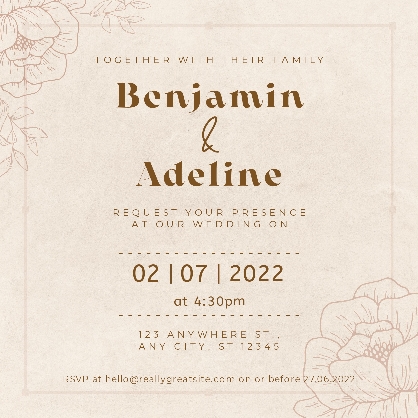 TOGETHER WITH THEIR FAMILY
Benjamin
&
Adeline
REQUEST YOUR PRESENCE
AT OUR WEDDING ON
02 | 07 | 2022
at 4:30pm
123 ANYWHERE ST.,
ANY CITY, ST 12345
RSVP at hello@reallygreatsite.com on or before 27.06.2022